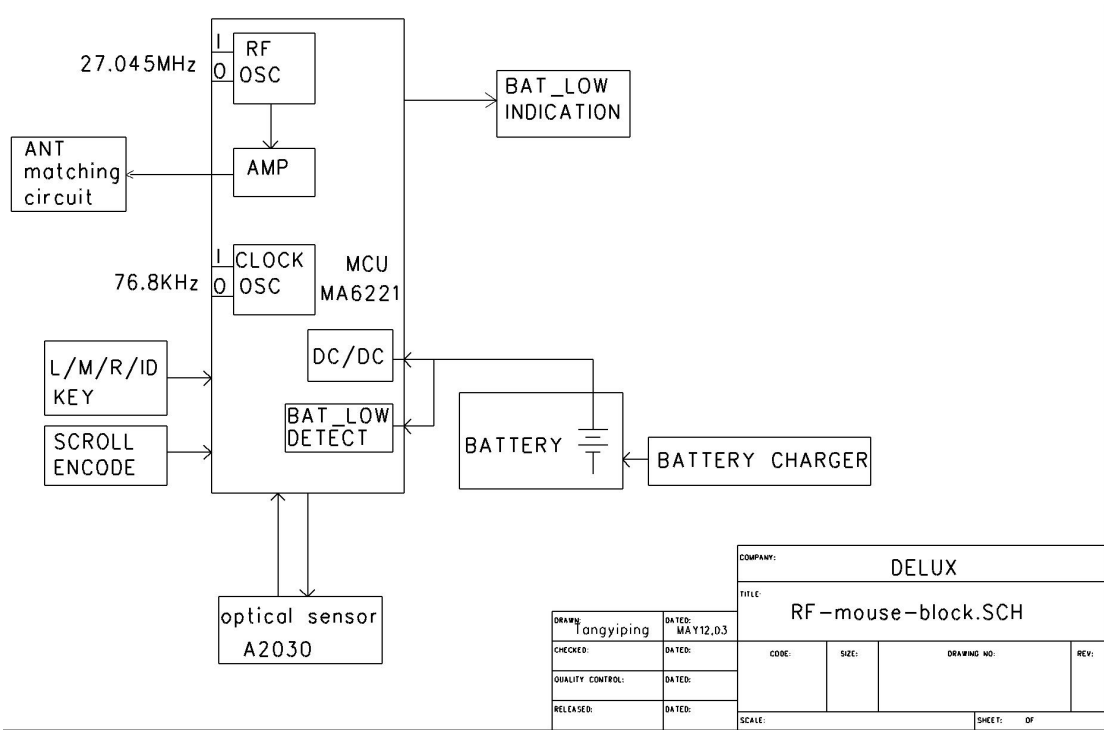 27.045MHz
I
O
RF
OSC
BAT_LOW
INDICATION
ANT
matching
circuit
AMP
76.8KHz
I
O
CLOCK
OSC
MCU
MA6221
L/M/R/ID
KEY
DC/DC
SCROLL
ENCODE
BAT_LOW
DETECT
BATTERY
BATTERY CHARGER
optical sensor
A2030
COMPANY:
DELUX
TITLE:
RF-mouse-block.SCH
DRAWN:
Tangyiping
DATED:
MAY12,03
CHECKED:
DATED:
QUALITY CONTROL:
DATED:
RELEASED:
DATED:
CODE:
SIZE:
DRAWING NO:
REV:
SCALE:
SHEET: OF